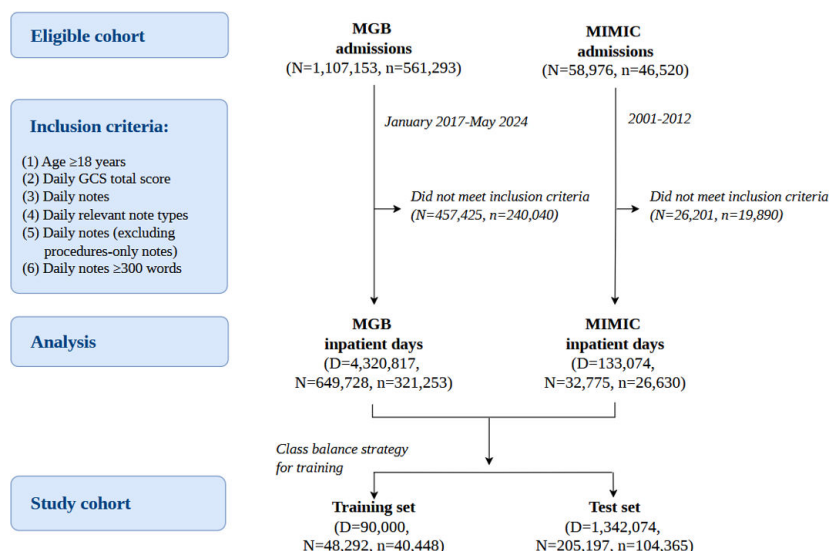 Eligible cohort
MGB
admissions
(N=1,107,153, n=561,293)
MIMIC
admissions
(N=58,976, n=46,520)
January 2017-May 2024
2001-2012
Inclusion criteria:
(1) Age ≥18 years
(2) Daily GCS total score
(3) Daily notes
(4) Daily relevant note types
(5) Daily notes (excluding
procedures-only notes)
(6) Daily notes ≥300 words
Did not meet inclusion criteria
(N=457,425, n=240,040)
Did not meet inclusion criteria
(N=26,201, n=19,890)
Analysis
MGB
inpatient days
(D=4,320,817,
N=649,728, n=321,253)
MIMIC
inpatient days
(D=133,074,
N=32,775, n=26,630)
Class balance strategy
for training
Study cohort
Training set
(D=90,000,
N=48,292, n=40,448)
Test set
(D=1,342,074,
N=205,197, n=104,365)